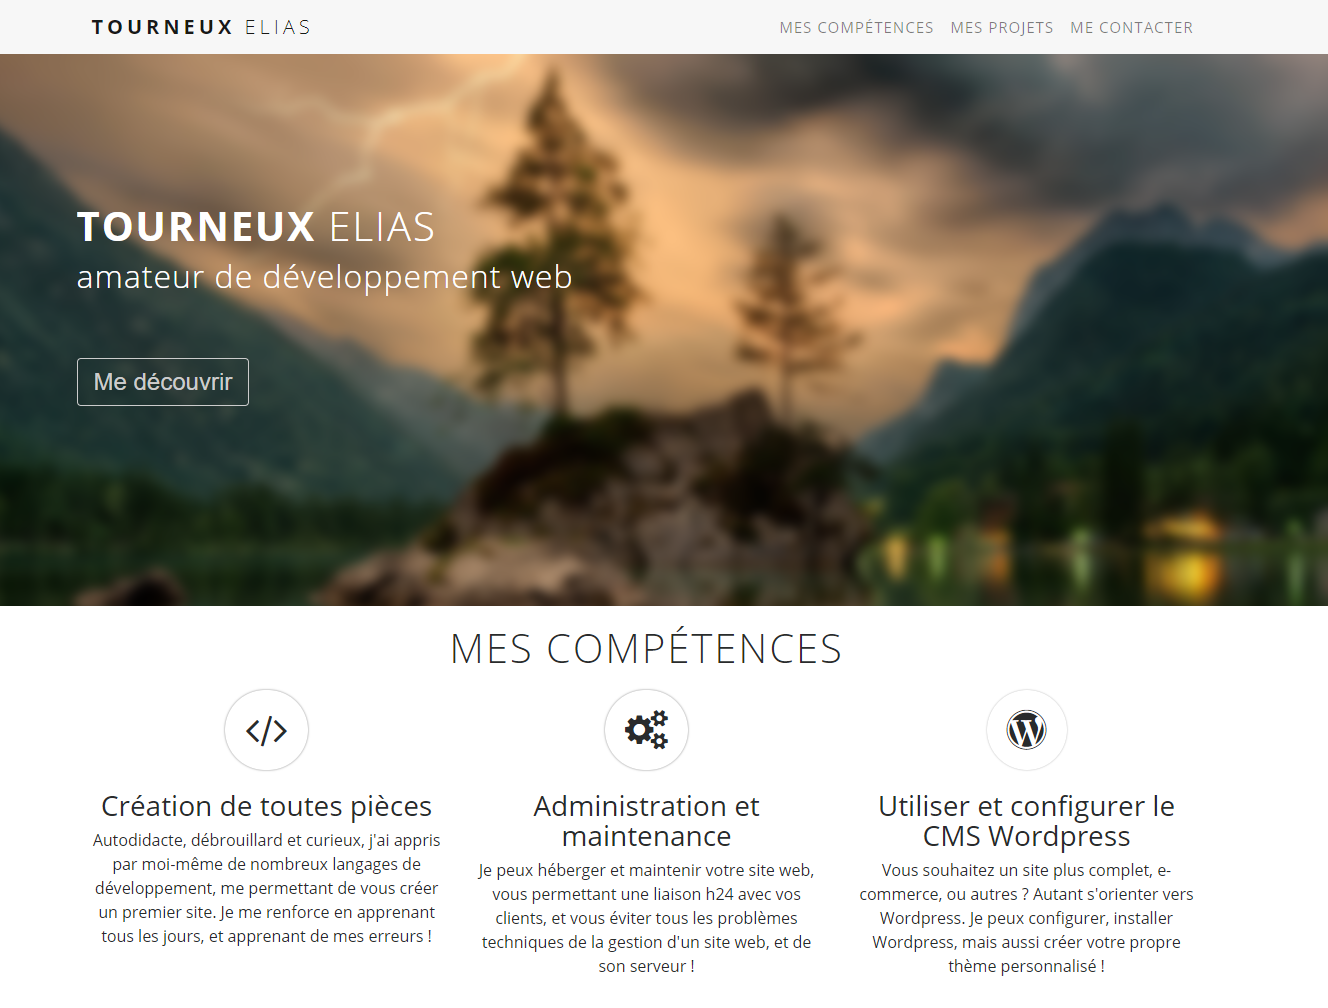 TOURNEUX ELIAS
MES COMPÉTENCES MES PROJETS ME CONTACTER
TOURNEUX ELIAS
amateur de développement web
Me découvrir
MES COMPÉTENCES
Création de toutes pièces
Autodidacte, débrouillard et curieux, j'ai appris
par moi-même de nombreux langages de
développement, me permettant de vous créer
un premier site. Je me renforce en apprenant
tous les jours, et apprenant de mes erreurs !
Administration et
maintenance
Je peux héberger et maintenir votre site web,
vous permettant une liaison h24 avec vos
clients, et vous éviter tous les problèmes
techniques de la gestion d'un site web, et de
son serveur !
Utiliser et configurer le
CMS Wordpress
Vous souhaitez un site plus complet, e-
commerce, ou autres ? Autant s'orienter vers
Wordpress. Je peux configurer, installer
Wordpress, mais aussi créer votre propre
thème personnalisé !